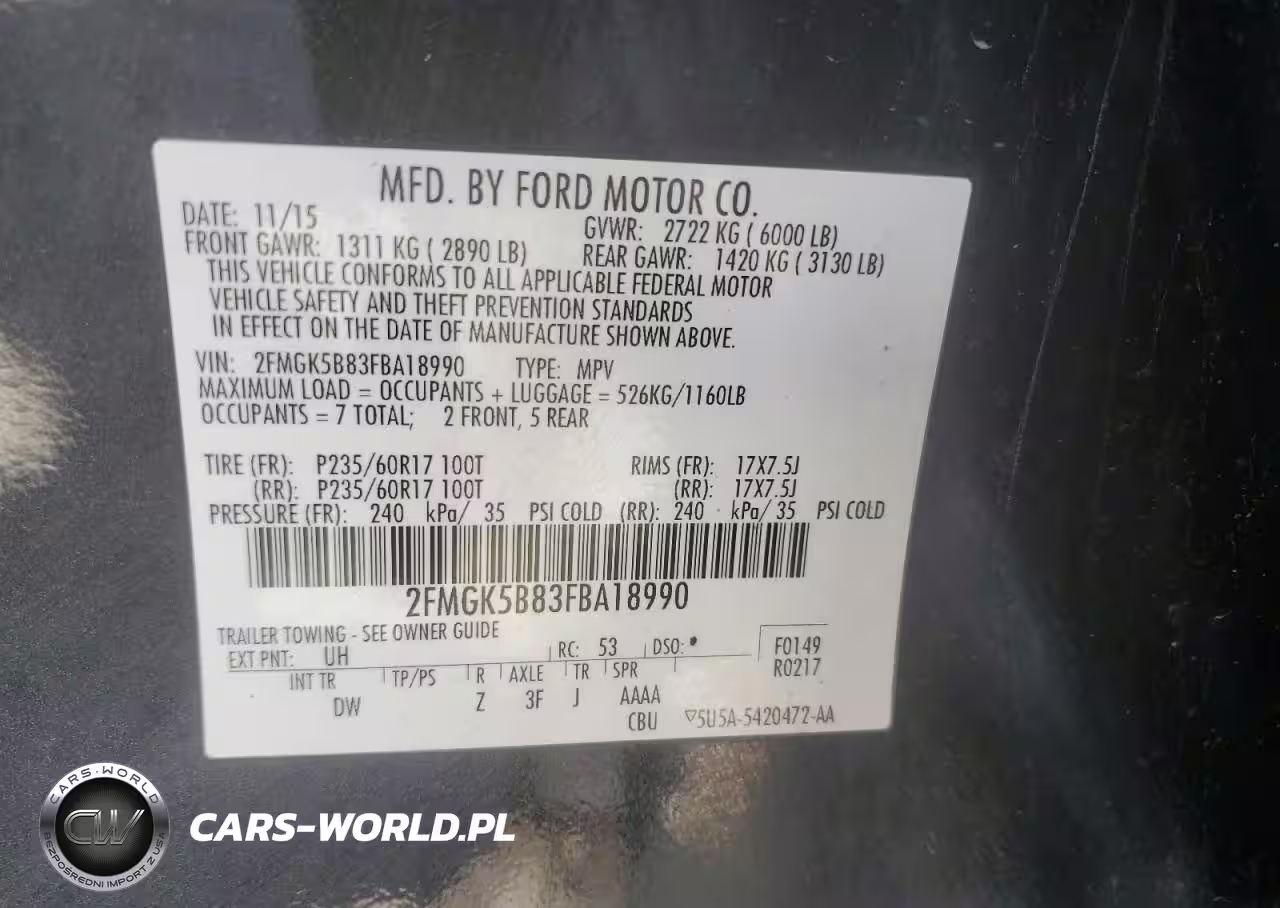 MFD. BY FORD MOTOR CO.
DATE: 11/15 GVWR: 2722 KG ( 6000 LB)
FRONT GAWR: 1311 KG ( 2890 LB) REAR GAWR: 1420 KG ( 3130 LB)
THIS VEHICLE CONFORMS TO ALL APPLICABLE FEDERAL MOTOR
VEHICLE SAFETY AND THEFT PREVENTION STANDARDS
IN EFFECT ON THE DATE OF MANUFACTURE SHOWN ABOVE.
VIN: 2FMGK5B83FBA18990 TYPE: MPV
MAXIMUM LOAD = OCCUPANTS + LUGGAGE = 526KG/1160LB
OCCUPANTS = 7 TOTAL; 2 FRONT, 5 REAR
TIRE (FR): P235/60R17 100T RIMS (FR): 17X7.5J
(RR): P235/60R17 100T (RR): 17X7.5J
PRESSURE (FR): 240 kPa/ 35 PSI COLD (RR): 240 kPa/ 35 PSI COLD
2FMGK5B83FBA18990
TRAILER TOWING - SEE OWNER GUIDE
EXT PNT: UH RC: 53 DSO: * F0149
R0217
INT TR TP/PS R AXLE TR SPR
DW Z 3F J AAAA
CBU ▽5U5A-5420472-AA
CARS-WORLD
CW
BEZPOŚREDNI IMPORT Z USA
CARS-WORLD.PL